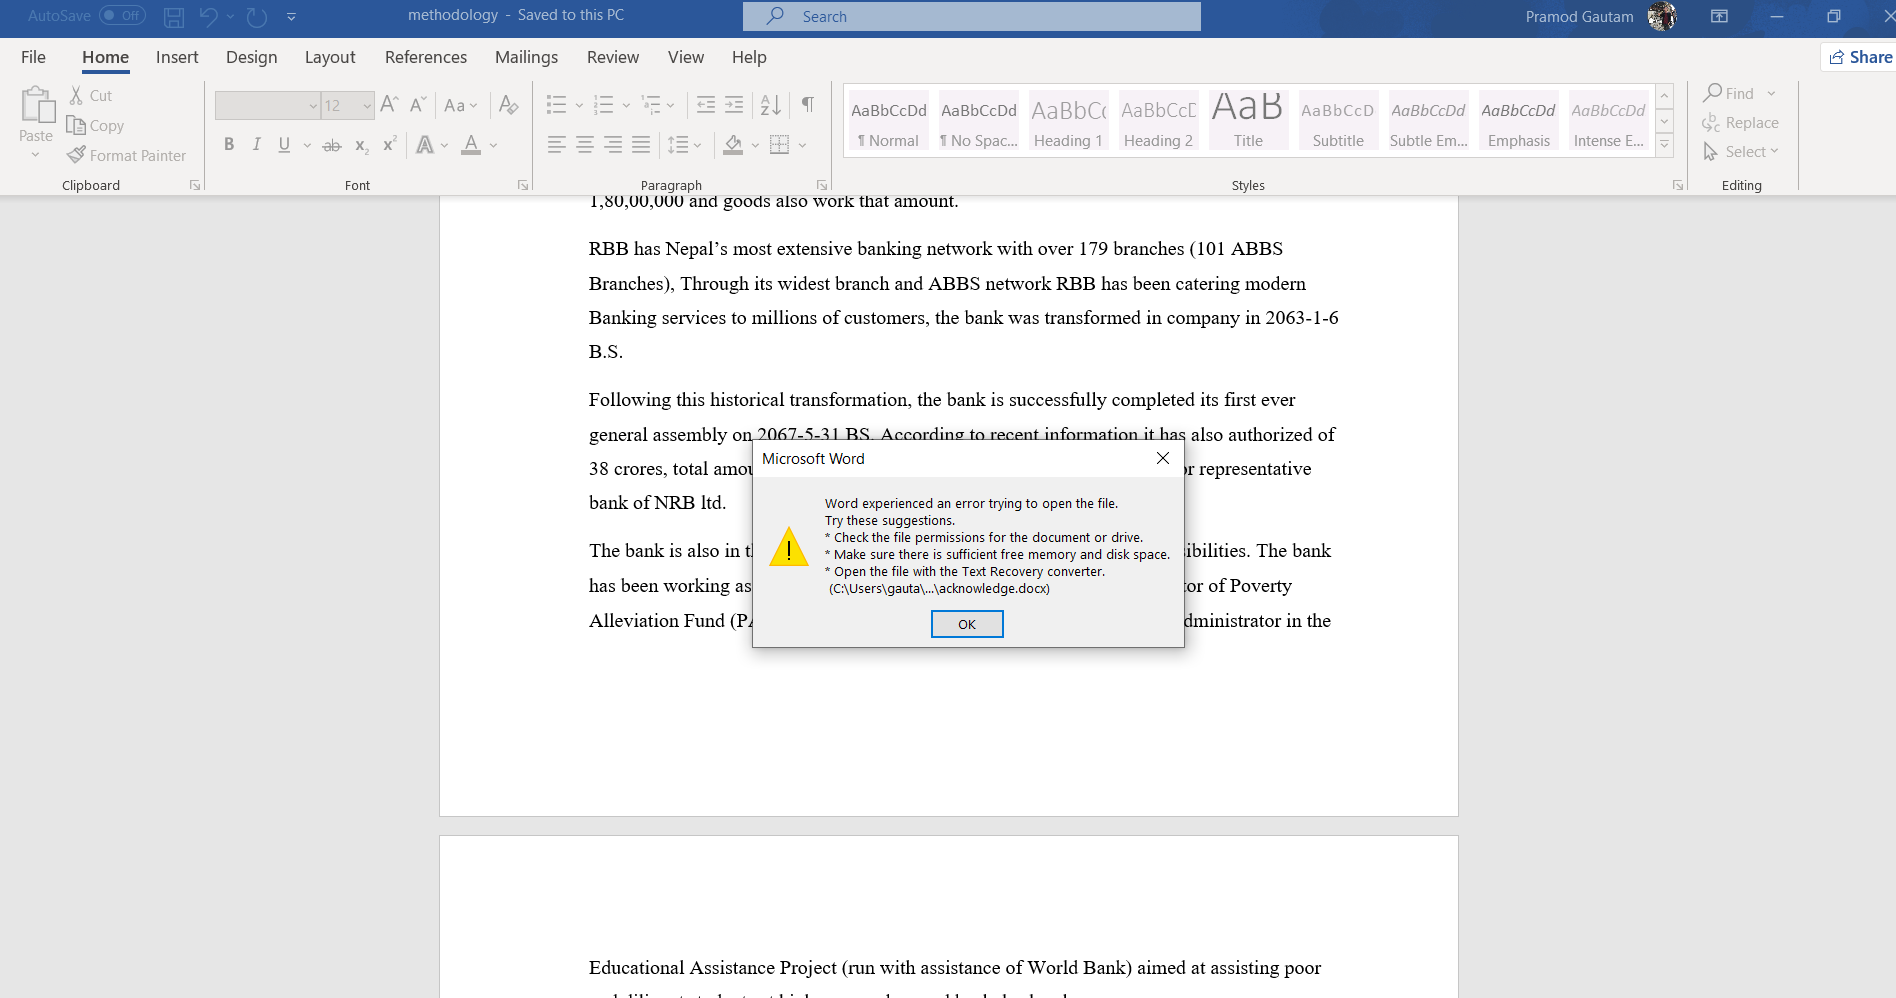 AutoSave Off methodology - Saved to this PC Search Pramod Gautam
File Home Insert Design Layout References Mailings Review View Help Share
Paste Cut Copy Format Painter
Clipboard
12 Aa
B I U ab x₂ x² A A
Font
Paragraph
AaBbCcDd AaBbCcDd AaBbC AaBbCc AaB AaBbCcD AaBbCcDd AaBbCcDd AaBbCcDd
¶ Normal ¶ No Spac... Heading 1 Heading 2 Title Subtitle Subtle Em... Emphasis Intense E...
Styles
Find
Replace
Select
Editing
1,80,00,000 and goods also work that amount.
RBB has Nepal’s most extensive banking network with over 179 branches (101 ABBS
Branches), Through its widest branch and ABBS network RBB has been catering modern
Banking services to millions of customers, the bank was transformed in company in 2063-1-6
B.S.
Following this historical transformation, the bank is successfully completed its first ever
general assembly on 2067-5-31 BS. According to recent information it has also authorized of
38 crores, total amou or representative
bank of NRB ltd.
The bank is also in t sibilities. The bank
has been working as tor of Poverty
Alleviation Fund (PA dministrator in the
Microsoft Word
Word experienced an error trying to open the file.
Try these suggestions.
* Check the file permissions for the document or drive.
* Make sure there is sufficient free memory and disk space.
* Open the file with the Text Recovery converter.
(C:\Users\gauta\...\acknowledge.docx)
OK
Educational Assistance Project (run with assistance of World Bank) aimed at assisting poor